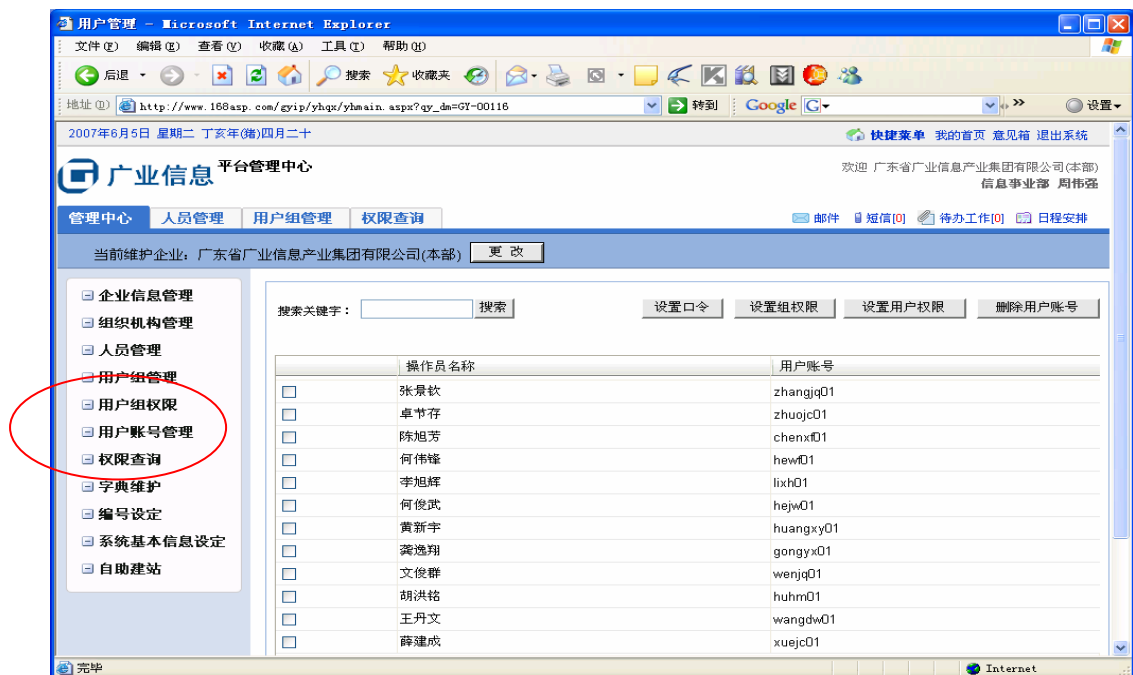 用户管理 - Microsoft Internet Explorer
文件(F) 编辑(E) 查看(V) 收藏(A) 工具(T) 帮助(H)
后退 搜索 收藏夹
地址(D) http://www.168asp.com/gyip/yhqx/yhmain.aspx?qy_dm=GY-00116 转到 Google G 设置
2007年6月5日 星期二 丁亥年(猪)四月二十 快捷菜单 我的首页 意见箱 退出系统
广业信息 平台管理中心 欢迎 广东省广业信息产业集团有限公司(本部)
信息事业部 周伟强
管理中心 人员管理 用户组管理 权限查询 邮件 短信[0] 待办工作[0] 日程安排
当前维护企业：广东省广业信息产业集团有限公司(本部) 更 改
企业信息管理
组织机构管理
人员管理
用户组管理
用户组权限
用户账号管理
权限查询
字典维护
编号设定
系统基本信息设定
自助建站
搜索关键字： 搜索 设置口令 设置组权限 设置用户权限 删除用户账号
操作员名称 用户账号
张景钦 zhangjq01
卓节存 zhuojc01
陈旭芳 chenxf01
何伟锋 hewf01
李旭辉 lixh01
何俊武 hejw01
黄新宇 huangxy01
龚逸翔 gongyx01
文俊群 wenjq01
胡洪铭 huhm01
王丹文 wangdw01
薛建成 xuejc01
完毕 Internet